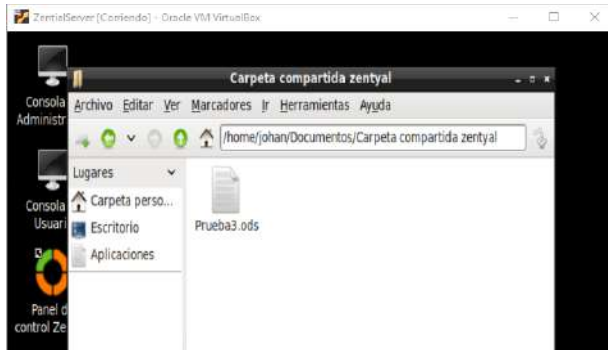 ZentialServer [Corriendo] - Oracle VM VirtualBox
Carpeta compartida zentyal
Archivo Editar Ver Marcadores Ir Herramientas Ayuda
/home/johan/Documentos/Carpeta compartida zentyal
Lugares
Carpeta perso...
Escritorio
Aplicaciones
Prueba3.ods
Consola
Administr
Consola
Usuari
Panel d
control Ze